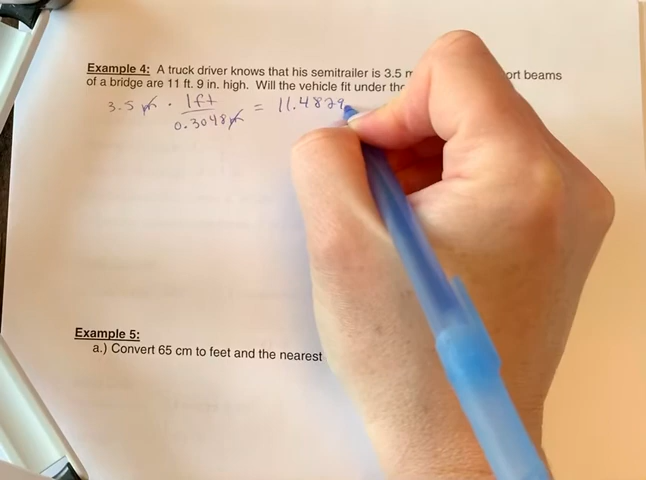 Example 4: A truck driver knows that his semitrailer is 3.5 ort beams
of a bridge are 11 ft. 9 in. high. Will the vehicle fit under the
3.5 m · 1ft / 0.3048m = 11.4829
Example 5:
a.) Convert 65 cm to feet and the nearest